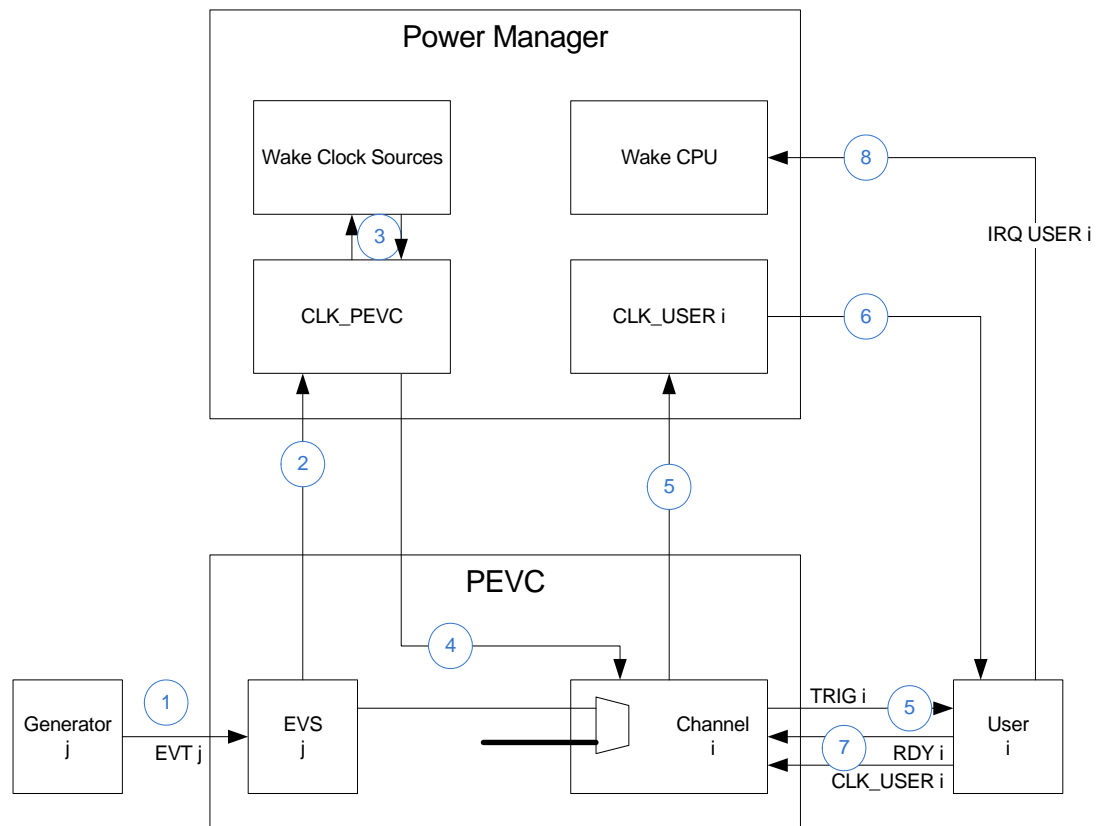 Power Manager
Wake Clock Sources
Wake CPU
8
3
IRQ USER i
CLK_PEVC
CLK_USER i
6
2
5
PEVC
4
1
Generator
j
EVT j
EVS
j
Channel
i
TRIG i
5
7
RDY i
CLK_USER i
User
i